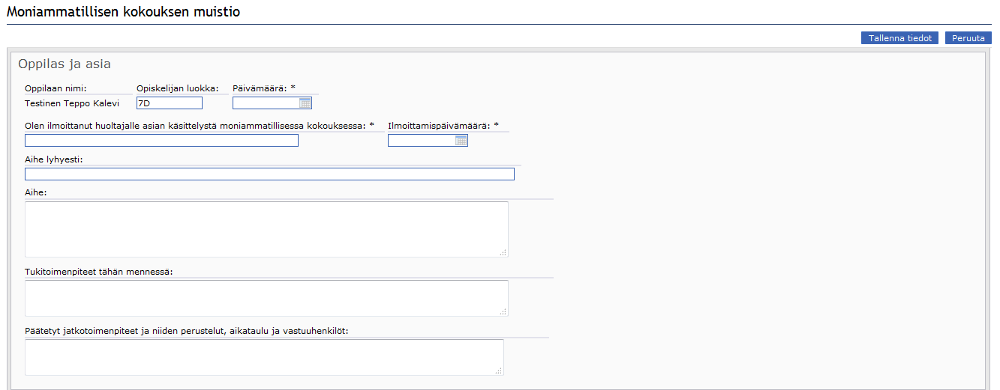 Moniammatillisen kokouksen muistio
Tallenna tiedot Peruuta
Oppilas ja asia
Oppilaan nimi: Opiskelijan luokka: Päivämäärä: *
Testinen Teppo Kalevi 7D
Olen ilmoittanut huoltajalle asian käsittelystä moniammatillisessa kokouksessa: * Ilmoittamispäivämäärä: *
Aihe lyhyesti:
Aihe:
Tukitoimenpiteet tähän mennessä:
Päätetyt jatkotoimenpiteet ja niiden perustelut, aikataulu ja vastuuhenkilöt: